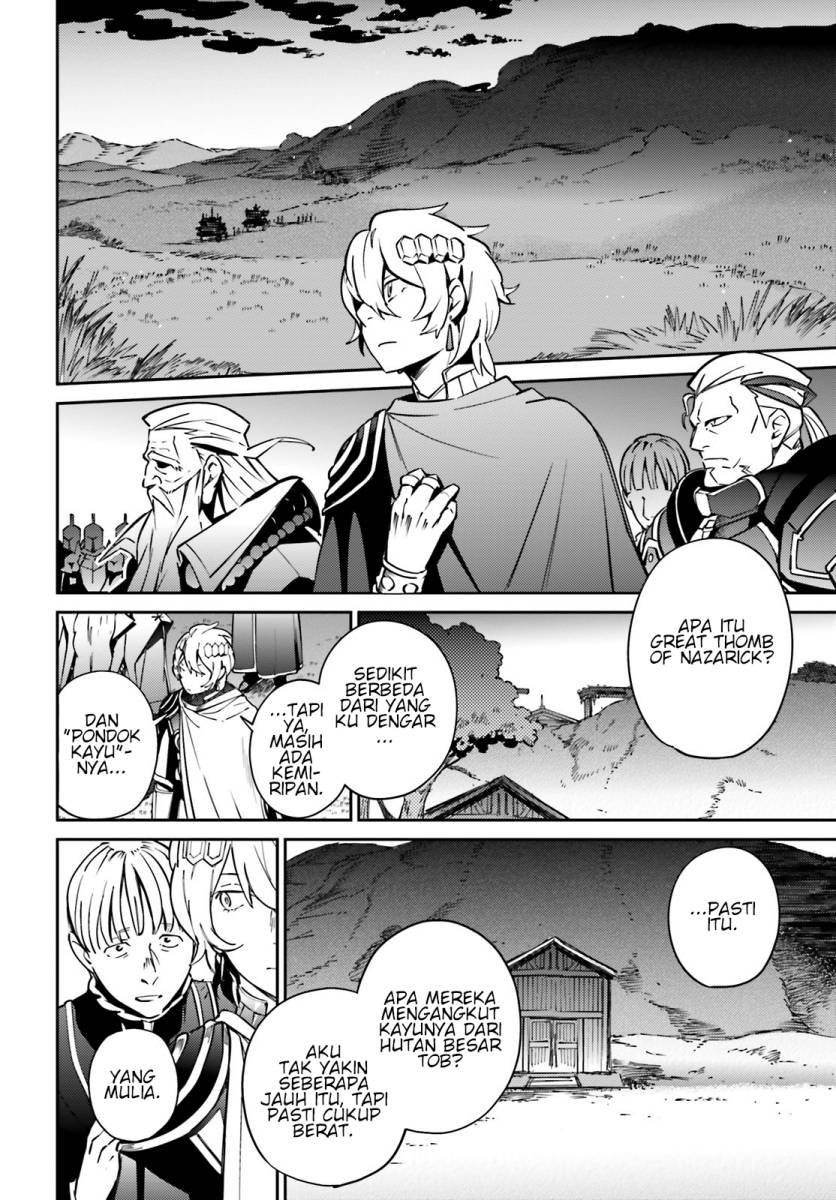 APA ITU
GREAT THOMB
OF NAZARICK?
SEDIKIT
BERBEDA
DARI YANG
KU DENGAR
...
...TAPI
YA,
MASIH
ADA
KEMI-
RIPAN.
DAN
"PONDOK
KAYU"-
NYA...
...PASTI
ITU.
APA MEREKA
MENGANGKUT
KAYUNYA DARI
HUTAN BESAR
TOB?
AKU
TAK YAKIN
SEBERAPA
JAUH ITU, TAPI
PASTI CUKUP
BERAT.
YANG
MULIA.